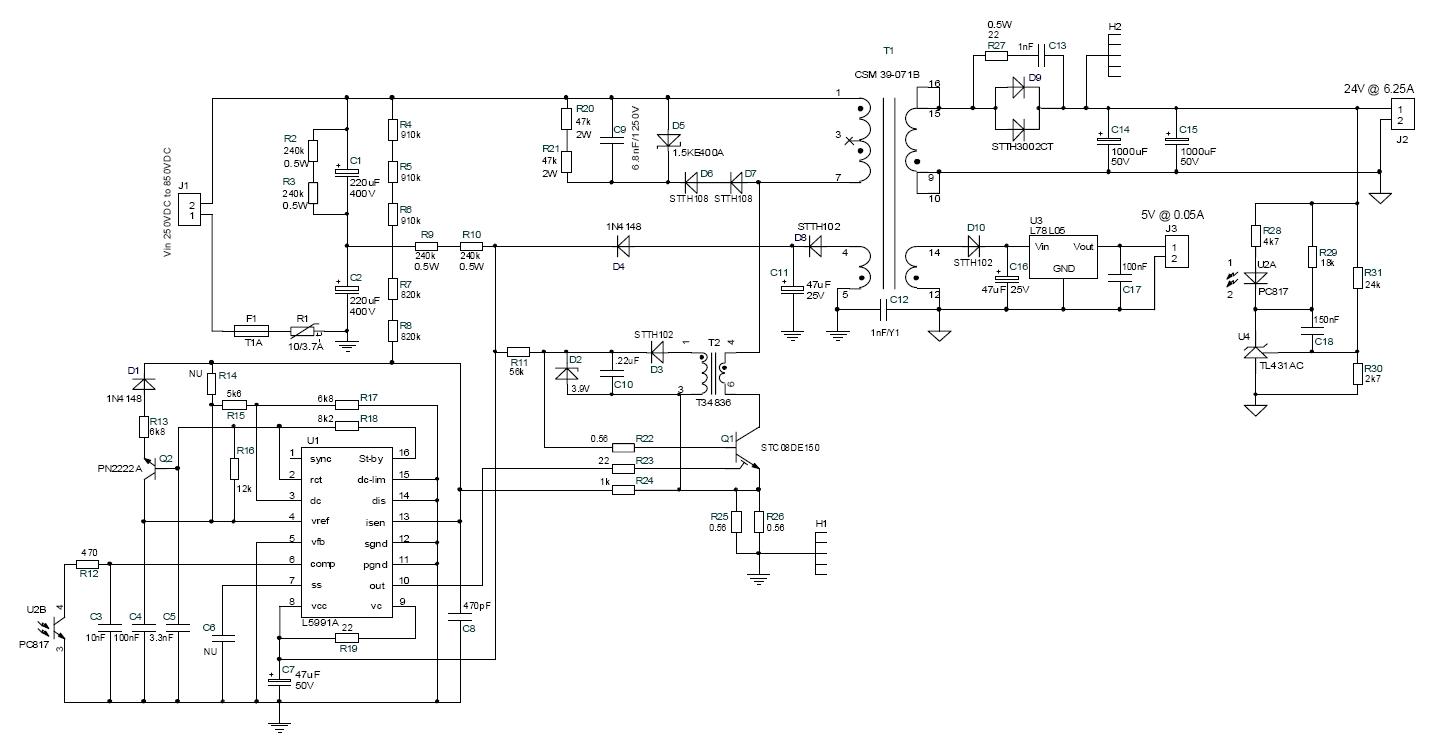 H2
0.5W
22
R27
1nF
C13
T1
CSM 39-071B
D9
16
15
STTH3002CT
24V @ 6.25A
1
2
J2
1
3
7
9
10
R20
47k
2W
R21
47k
2W
C9
6.8nF/1250V
D5
1.5KE400A
D6
D7
STTH108
STTH108
R4
910k
R5
910k
R6
910k
R7
820k
R8
820k
R2
240k
0.5W
R3
240k
0.5W
C1
+
220uF
400V
C2
+
220uF
400V
J1
2
1
Vin 250VDC to 850VDC
F1
T1A
R1
10/3.7A
C14
+
1000uF
50V
C15
+
1000uF
50V
R9
240k
0.5W
R10
240k
0.5W
1N4148
D4
STTH102
D8
4
5
14
12
C11
+
47uF
25V
C12
1nF/Y1
D10
STTH102
U3
L78L05
Vin
Vout
GND
C16
+
47uF
25V
100nF
C17
5V @ 0.05A
J3
1
2
R28
4k7
R29
18k
R31
24k
1
2
U2A
PC817
U4
TL431AC
150nF
C18
R30
2k7
R11
56k
D2
3.9V
.22uF
C10
STTH102
D3
T2
1
3
4
6
T34836
D1
1N4148
R13
6k8
R14
NU
R15
5k6
6k8
R17
8k2
R18
R16
12k
Q2
PN2222A
U1
1
sync
2
rct
3
dc
4
vref
5
vfb
6
comp
7
ss
8
vcc
16
St-by
15
dc-lim
14
dis
13
isen
12
sgnd
11
pgnd
10
out
9
vc
L5991A
22
R19
0.56
R22
22
R23
1k
R24
Q1
STC08DE150
R25
0.56
R26
0.56
H1
470
R12
U2B
PC817
4
3
C3
10nF
C4
100nF
C5
3.3nF
C6
NU
C7
+
47uF
50V
470pF
C8